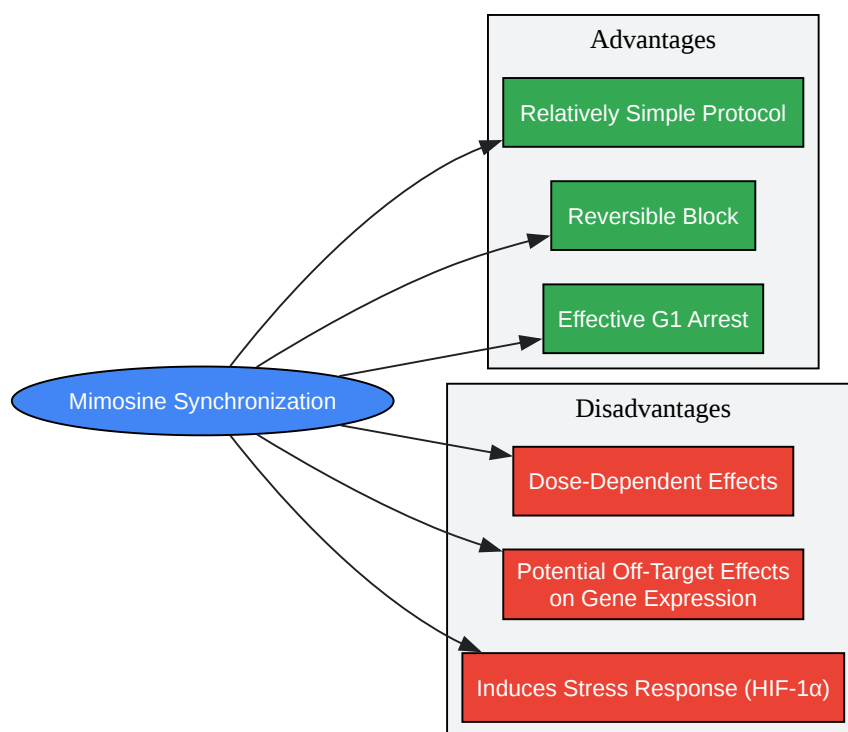 Advantages
Relatively Simple Protocol
Reversible Block
Effective G1 Arrest
Mimosine Synchronization
Disadvantages
Dose-Dependent Effects
Potential Off-Target Effects
on Gene Expression
Induces Stress Response (HIF-1α)